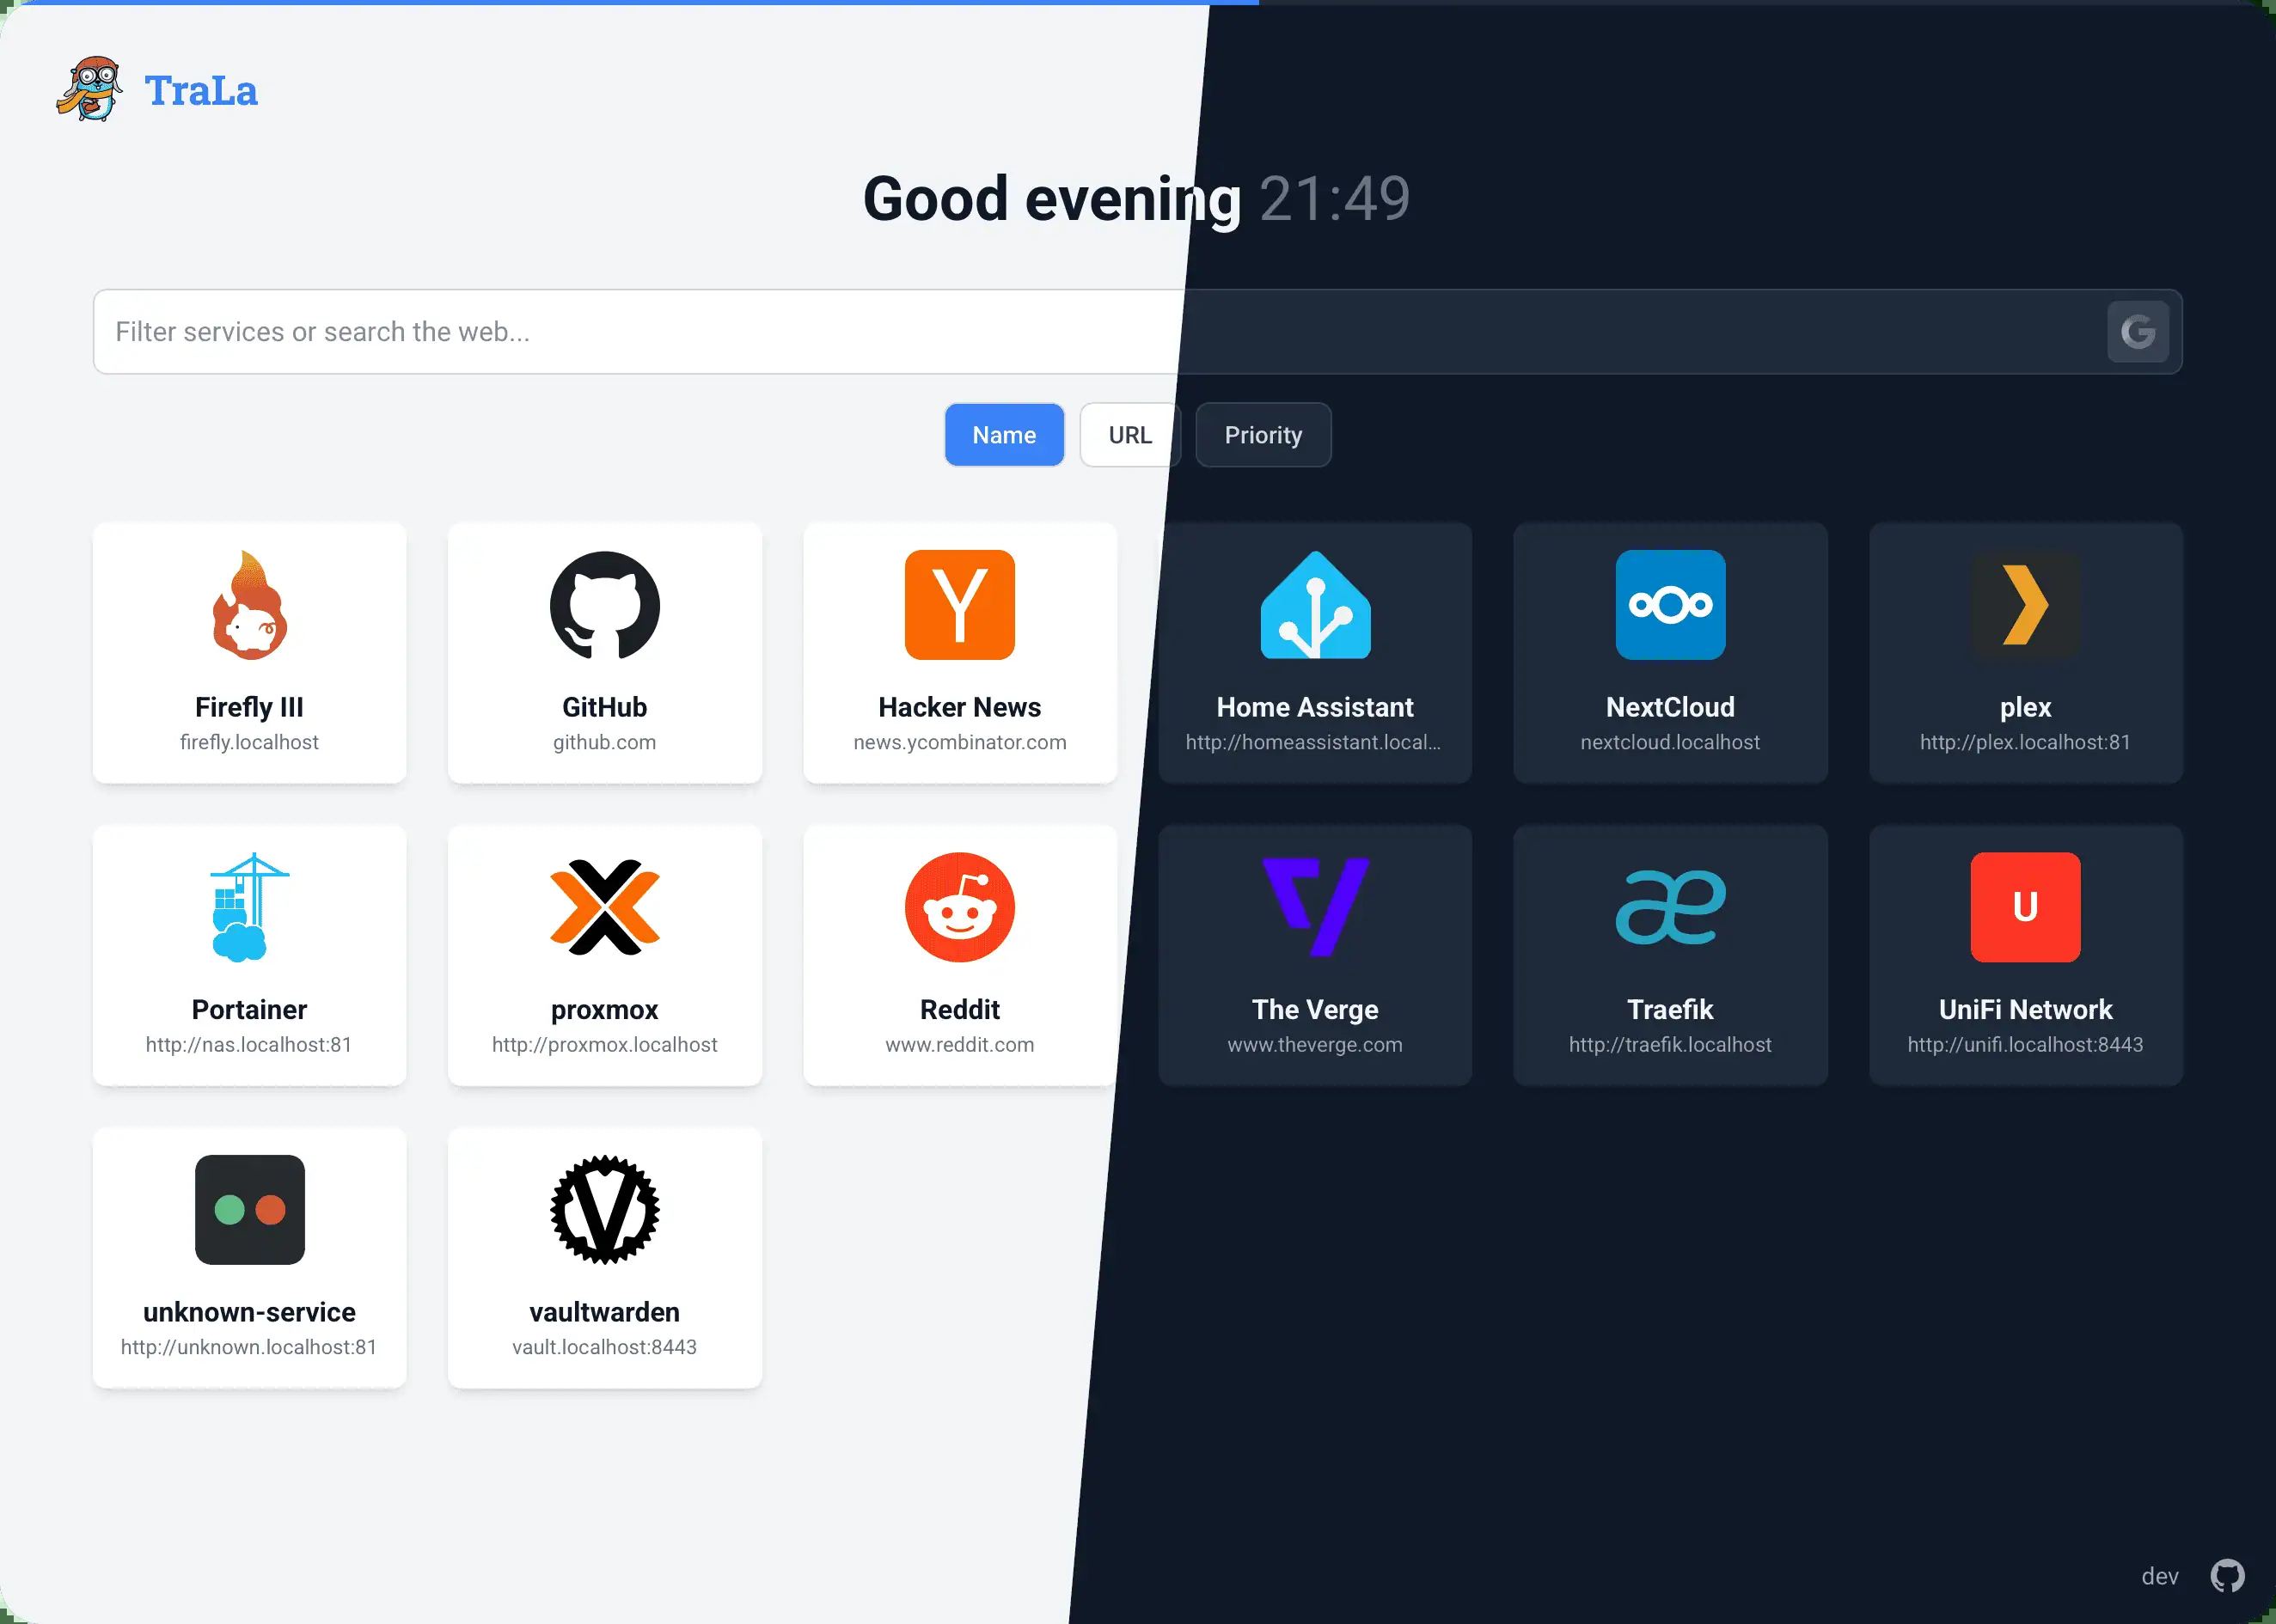 TraLa
Good evening 21:49
Filter services or search the web...
Name
URL
Priority
Firefly III
firefly.localhost
GitHub
github.com
Hacker News
news.ycombinator.com
Home Assistant
http://homeassistant.local...
NextCloud
nextcloud.localhost
plex
http://plex.localhost:81
Portainer
http://nas.localhost:81
proxmox
http://proxmox.localhost
Reddit
www.reddit.com
The Verge
www.theverge.com
Traefik
http://traefik.localhost
U
UniFi Network
http://unifi.localhost:8443
unknown-service
http://unknown.localhost:81
vaultwarden
vault.localhost:8443
dev